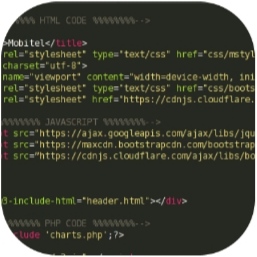 %%%%%% HTML CODE %%%%%%%%-->
>Mobitel</title>
rel="stylesheet" type="text/css" href="css/mystyl
charset="utf-8">
name="viewport" content="width=device-width, ini
rel="stylesheet" type="text/css" href="css/boots
rel="stylesheet" href="https://cdnjs.cloudflare.
%%%%%%%% JAVASCRIPT %%%%%%%%-->
t src="https://ajax.googleapis.com/ajax/libs/jqu
t src="https://maxcdn.bootstrapcdn.com/bootstrap
t src="https://cdnjs.cloudflare.com/ajax/libs/bo
3-include-html="header.html"></div>
%%%%%% PHP CODE %%%%%%%%-->
clude 'charts.php';?>